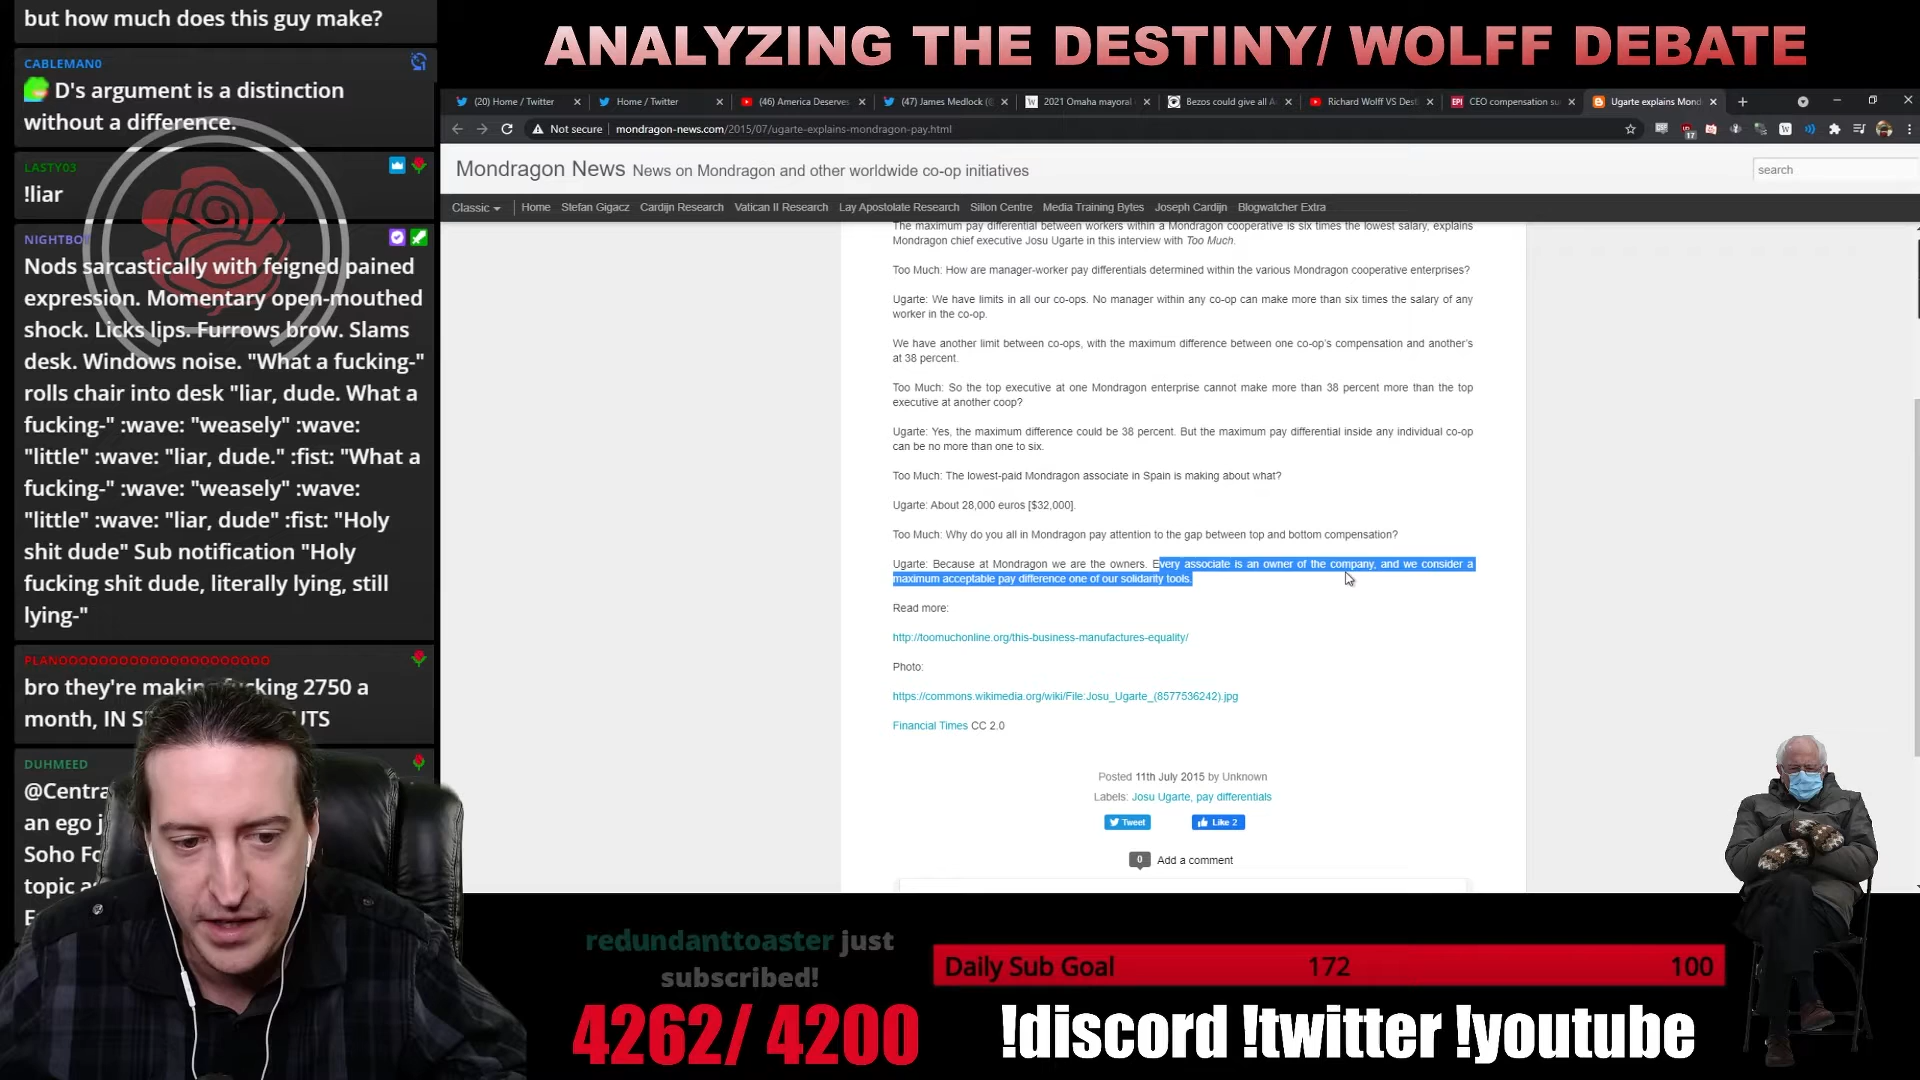 but how much does this guy make?
CABLEMAN0
D's argument is a distinction
without a difference.
LASTY03
!liar
NIGHTBOT
Nods sarcastically with feigned pained
expression. Momentary open-mouthed
shock. Licks lips. Furrows brow. Slams
desk. Windows noise. "What a fucking-"
rolls chair into desk "liar, dude. What a
fucking-" :wave: "weasely" :wave:
"little" :wave: "liar, dude." :fist: "What a
fucking-" :wave: "weasely" :wave:
"little" :wave: "liar, dude" :fist: "Holy
shit dude" Sub notification "Holy
fucking shit dude, literally lying, still
lying-"
bro they're making fucking 2750 a
month, IN
DUHMEED
@Centra
an ego
Soho
topic
ANALYZING THE DESTINY/ WOLFF DEBATE
(20) Home / Twitter
Home / Twitter
(46) America Deserves
(47) James Medlock (
2021 Omaha mayoral
Bezos could give all A
Richard Wolff VS Dest
CEO compensation su
Ugarte explains Mond
Not secure
mondragon-news.com/2015/07/ugarte-explains-mondragon-pay.html
17
Mondragon News News on Mondragon and other worldwide co-op initiatives
search
Classic Home Stefan Gigacz Cardijn Research Vatican II Research Lay Apostolate Research Sillon Centre Media Training Bytes Joseph Cardijn Blogwatcher Extra
The maximum pay differential between workers within a Mondragon cooperative is six times the lowest salary, explains
Mondragon chief executive Josu Ugarte in this interview with Too Much.
Too Much: How are manager-worker pay differentials determined within the various Mondragon cooperative enterprises?
Ugarte: We have limits in all our co-ops. No manager within any co-op can make more than six times the salary of any
worker in the co-op.
We have another limit between co-ops, with the maximum difference between one co-op's compensation and another's
at 38 percent.
Too Much: So the top executive at one Mondragon enterprise cannot make more than 38 percent more than the top
executive at another coop?
Ugarte: Yes, the maximum difference could be 38 percent. But the maximum pay differential inside any individual co-op
can be no more than one to six.
Too Much: The lowest-paid Mondragon associate in Spain is making about what?
Ugarte: About 28,000 euros [$32,000].
Too Much: Why do you all in Mondragon pay attention to the gap between top and bottom compensation?
Ugarte: Because at Mondragon we are the owners. Every associate is an owner of the company, and we consider a
maximum acceptable pay difference one of our solidarity tools.
Read more:
http://toomuchonline.org/this-business-manufactures-equality/
Photo:
https://commons.wikimedia.org/wiki/File:Josu_Ugarte_(8577536242).jpg
Financial Times CC 2.0
Posted 11th July 2015 by Unknown
Labels: Josu Ugarte, pay differentials
Tweet
Like 2
0 Add a comment
redundanttoaster just
subscribed!
4262/ 4200
Daily Sub Goal 172 100
!discord !twitter !youtube